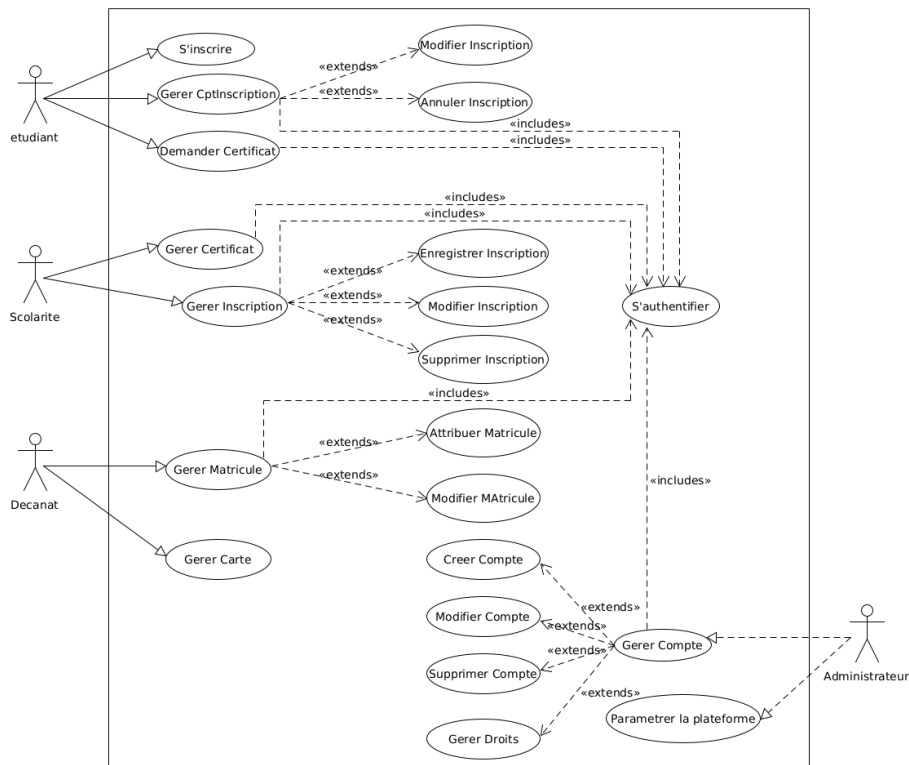 S'inscrire
Modifier Inscription
«extends»
etudiant
Gerer CptInscription
«extends»
Annuler Inscription
«includes»
Demander Certificat
«includes»
«includes»
«includes»
Scolarite
Gerer Certificat
Enregistrer Inscription
«extends»
Gerer Inscription
«extends»
Modifier Inscription
S'authentifier
«extends»
Supprimer Inscription
«includes»
Decanat
Gerer Matricule
«extends»
Attribuer Matricule
«extends»
Modifier MAtricule
«includes»
Gerer Carte
Creer Compte
«extends»
Modifier Compte
«extends»
Gerer Compte
Administrateur
«extends»
Supprimer Compte
«extends»
Parametrer la plateforme
Gerer Droits